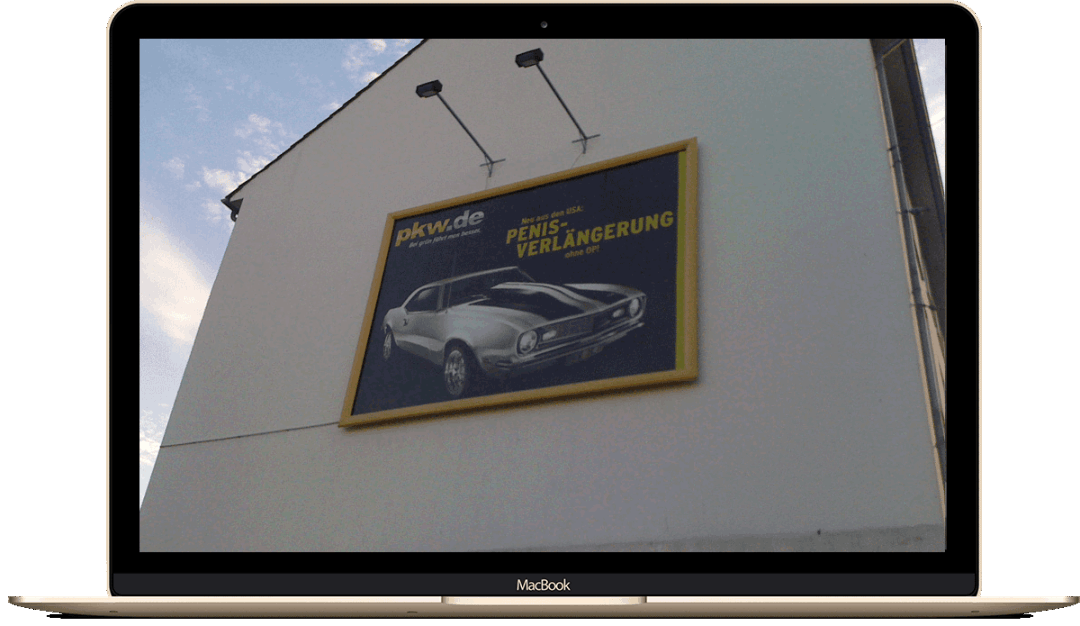 pkw.de
Bei grün fährt man besser.
Neu aus den USA:
PENIS-
VERLÄNGERUNG
ohne OP!
MacBook